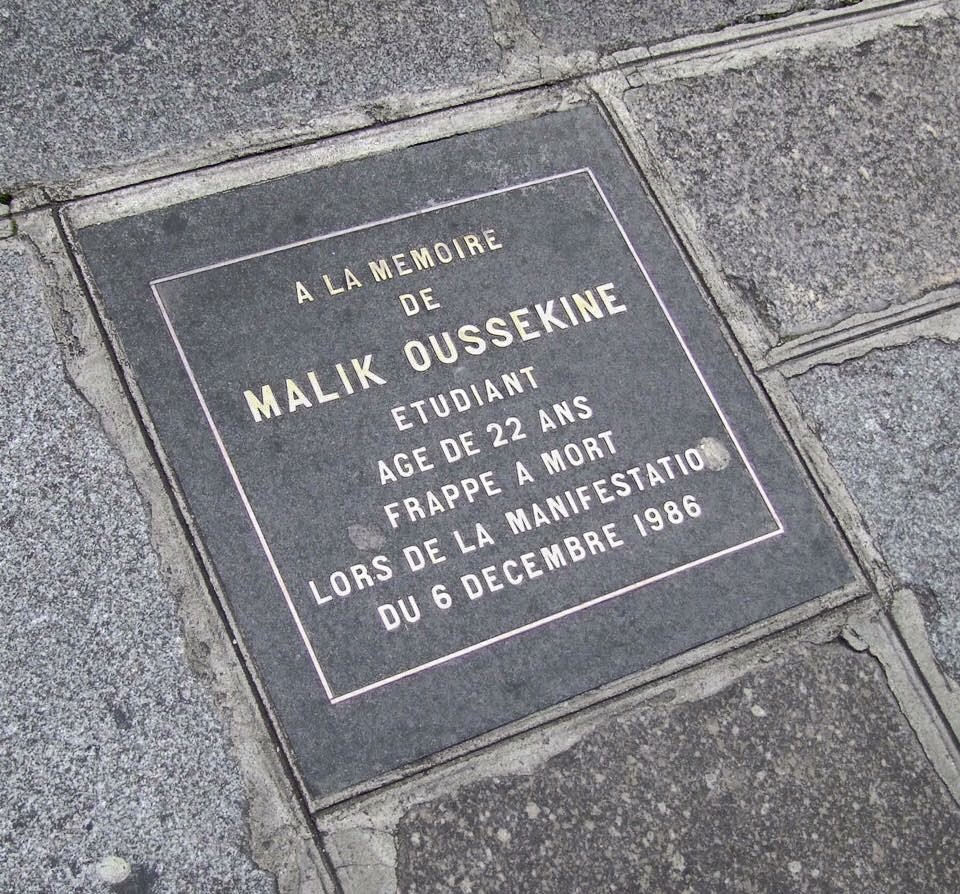 A LA MEMOIRE
DE
MALIK OUSSEKINE
ETUDIANT
AGE DE 22 ANS
FRAPPE A MORT
LORS DE LA MANIFESTATIO
DU 6 DECEMBRE 1986